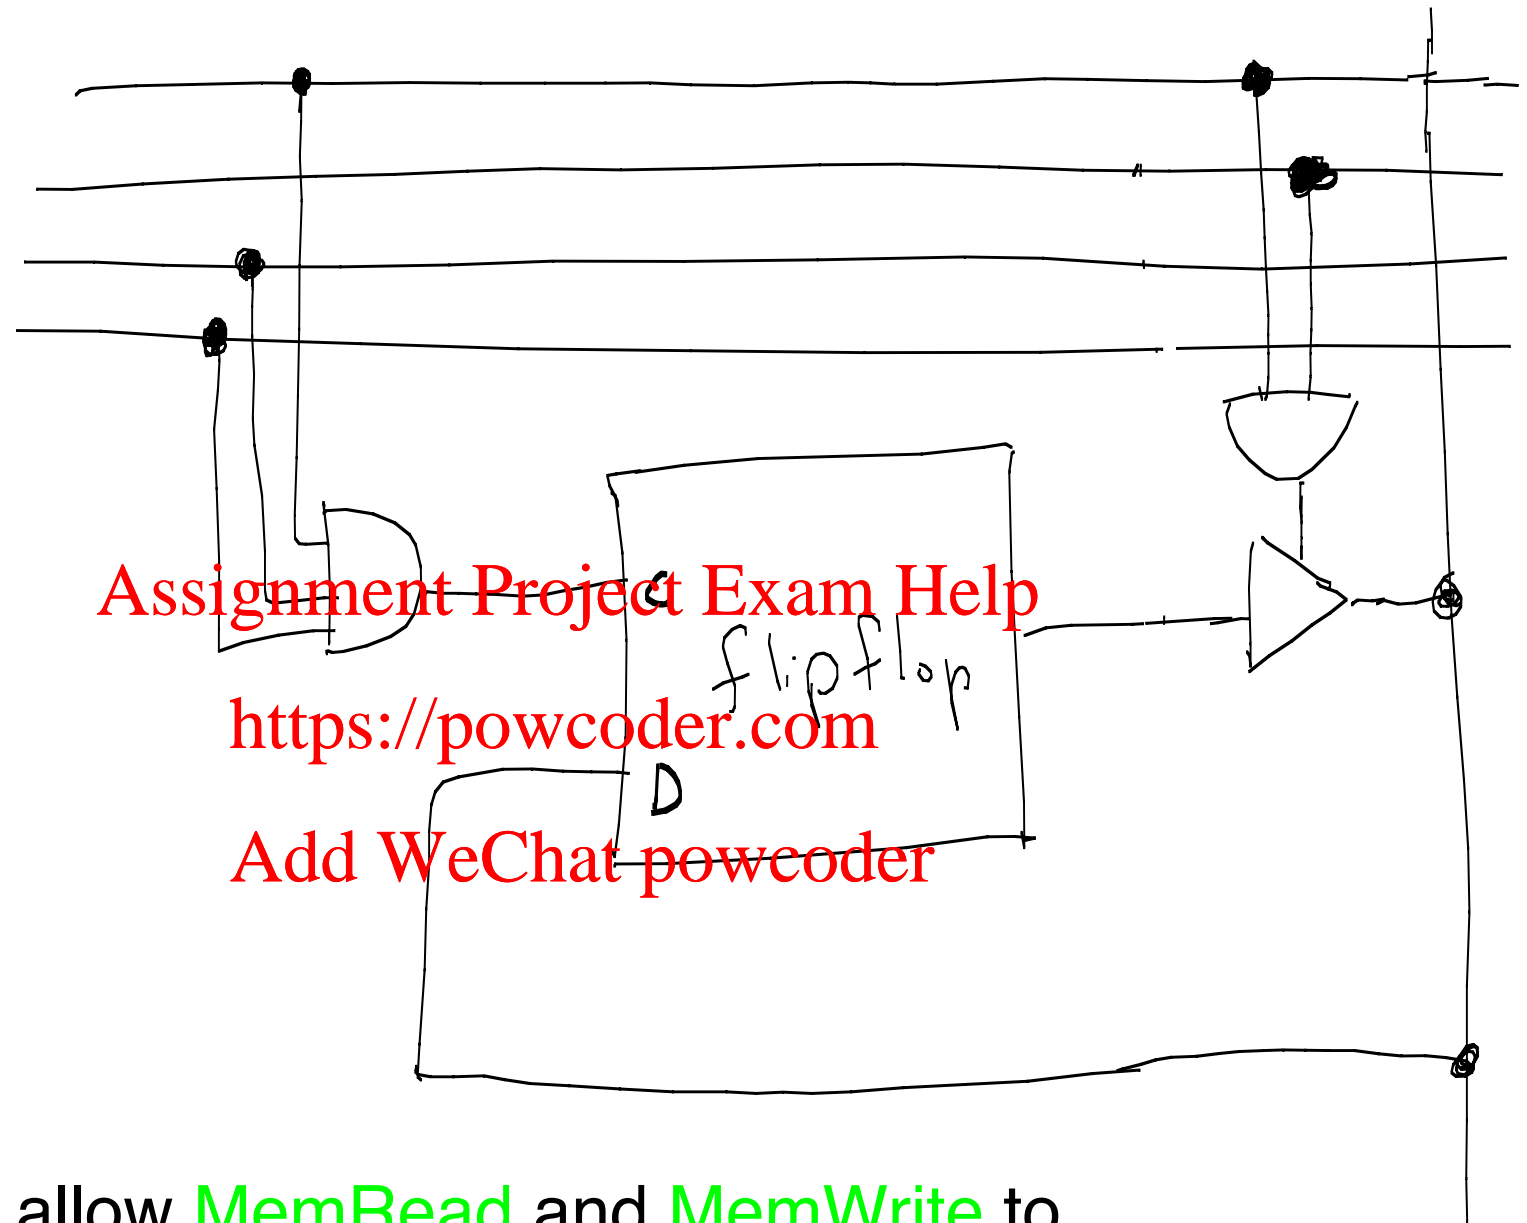 C
Assignment Project Exam Help
flipflop
https://powcoder.com
D
Add WeChat powcoder
allow MemRead and MemWrite to